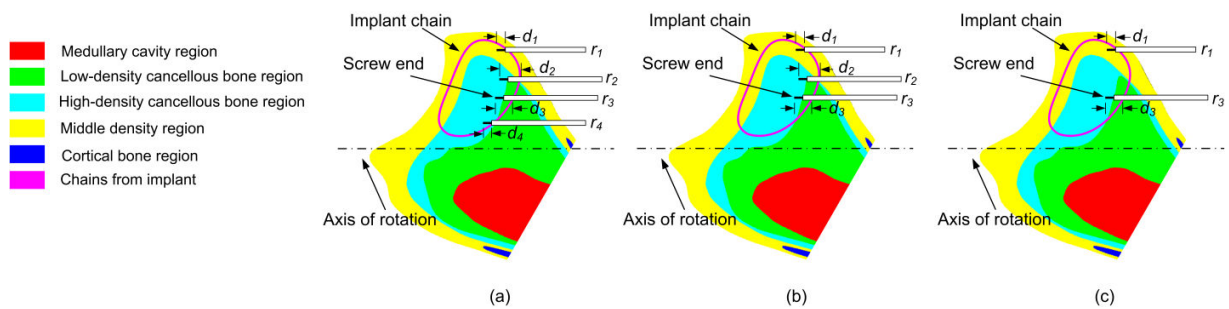 Medullary cavity region
Low-density cancellous bone region
High-density cancellous bone region
Middle density region
Cortical bone region
Chains from implant
Implant chain
Screw end
Axis of rotation
d1
r1
d2
r2
d3
r3
d4
r4
(a)
Implant chain
Screw end
Axis of rotation
d1
r1
d2
r2
d3
r3
(b)
Implant chain
Screw end
Axis of rotation
d1
r1
d3
r3
(c)